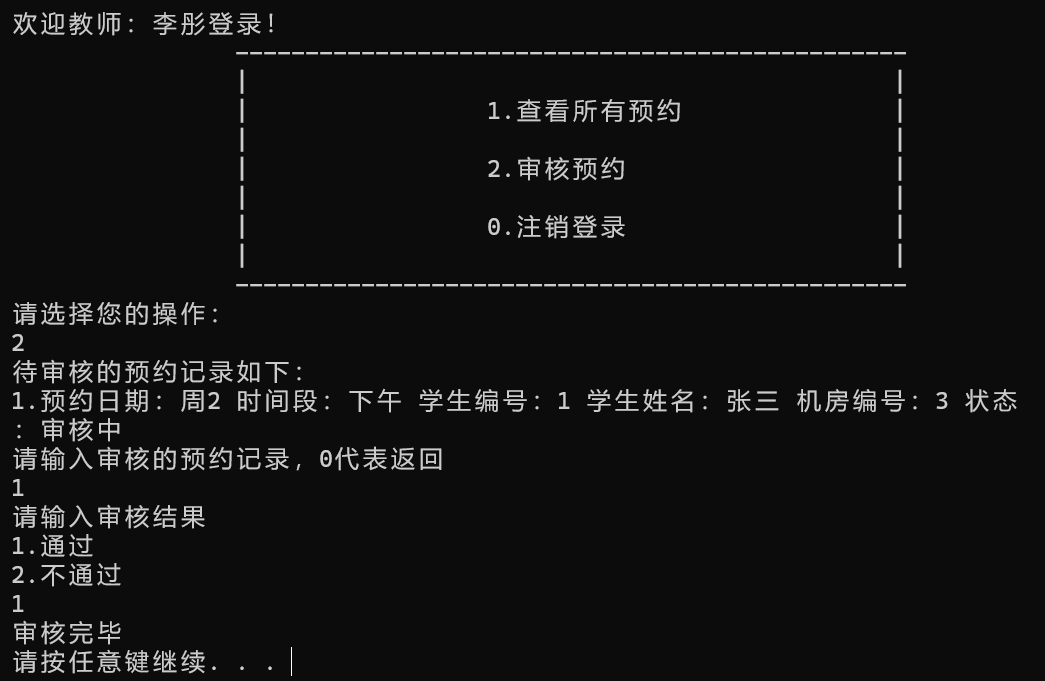 欢迎教师：李彤登录！
------------------------------------------------
|                                              |
|                 1.查看所有预约                |
|                                              |
|                 2.审核预约                    |
|                                              |
|                 0.注销登录                    |
|                                              |
------------------------------------------------
请选择您的操作：
2
待审核的预约记录如下：
1.预约日期：周2 时间段：下午 学生编号：1 学生姓名：张三 机房编号：3 状态
：审核中
请输入审核的预约记录，0代表返回
1
请输入审核结果
1.通过
2.不通过
1
审核完毕
请按任意键继续. . .